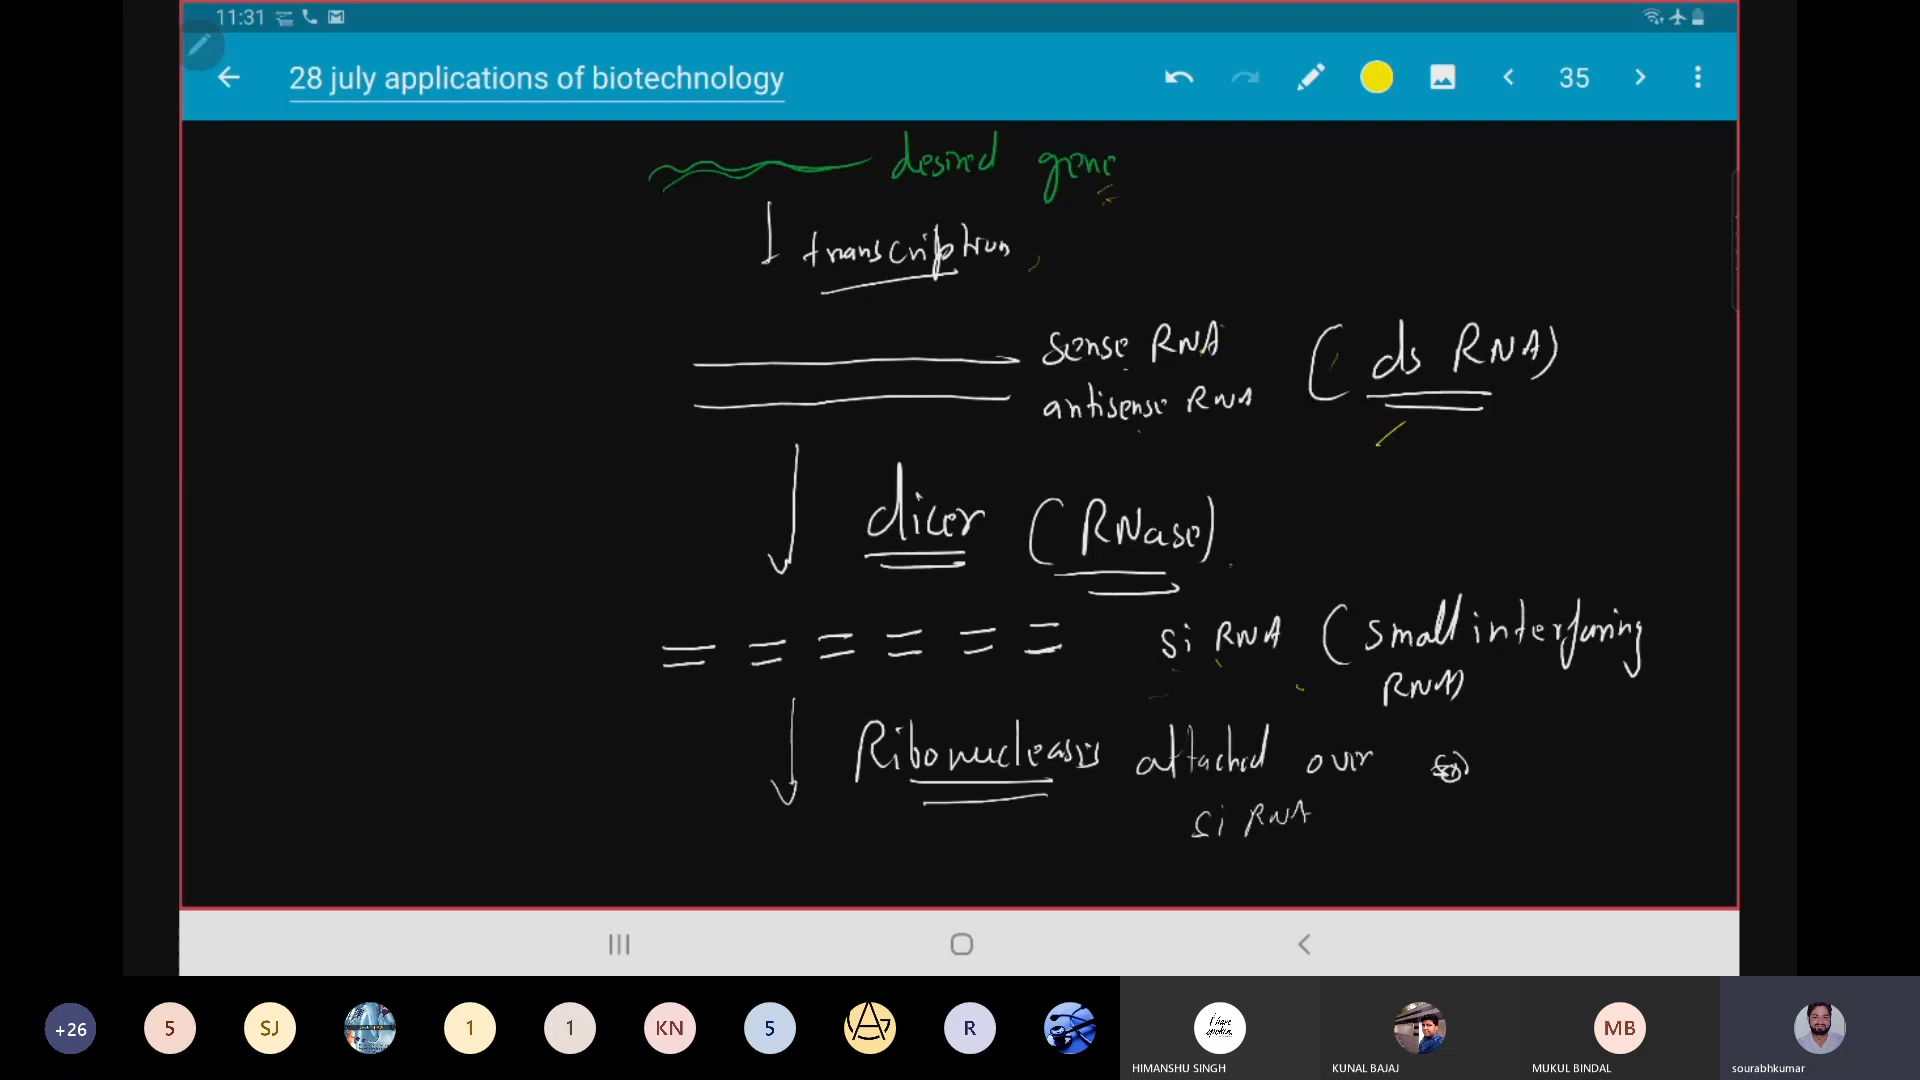 11:31
28 july applications of biotechnology
35
desired gene
transcription
sense RNA
antisense RNA
(ds RNA)
dicer (RNase)
si RNA (small interfering
RNA)
Ribonucleases attached over
si RNA
+26
5
SJ
1
1
KN
5
R
I have spoken.
MB
HIMANSHU SINGH
KUNAL BAJAJ
MUKUL BINDAL
sourabhkumar